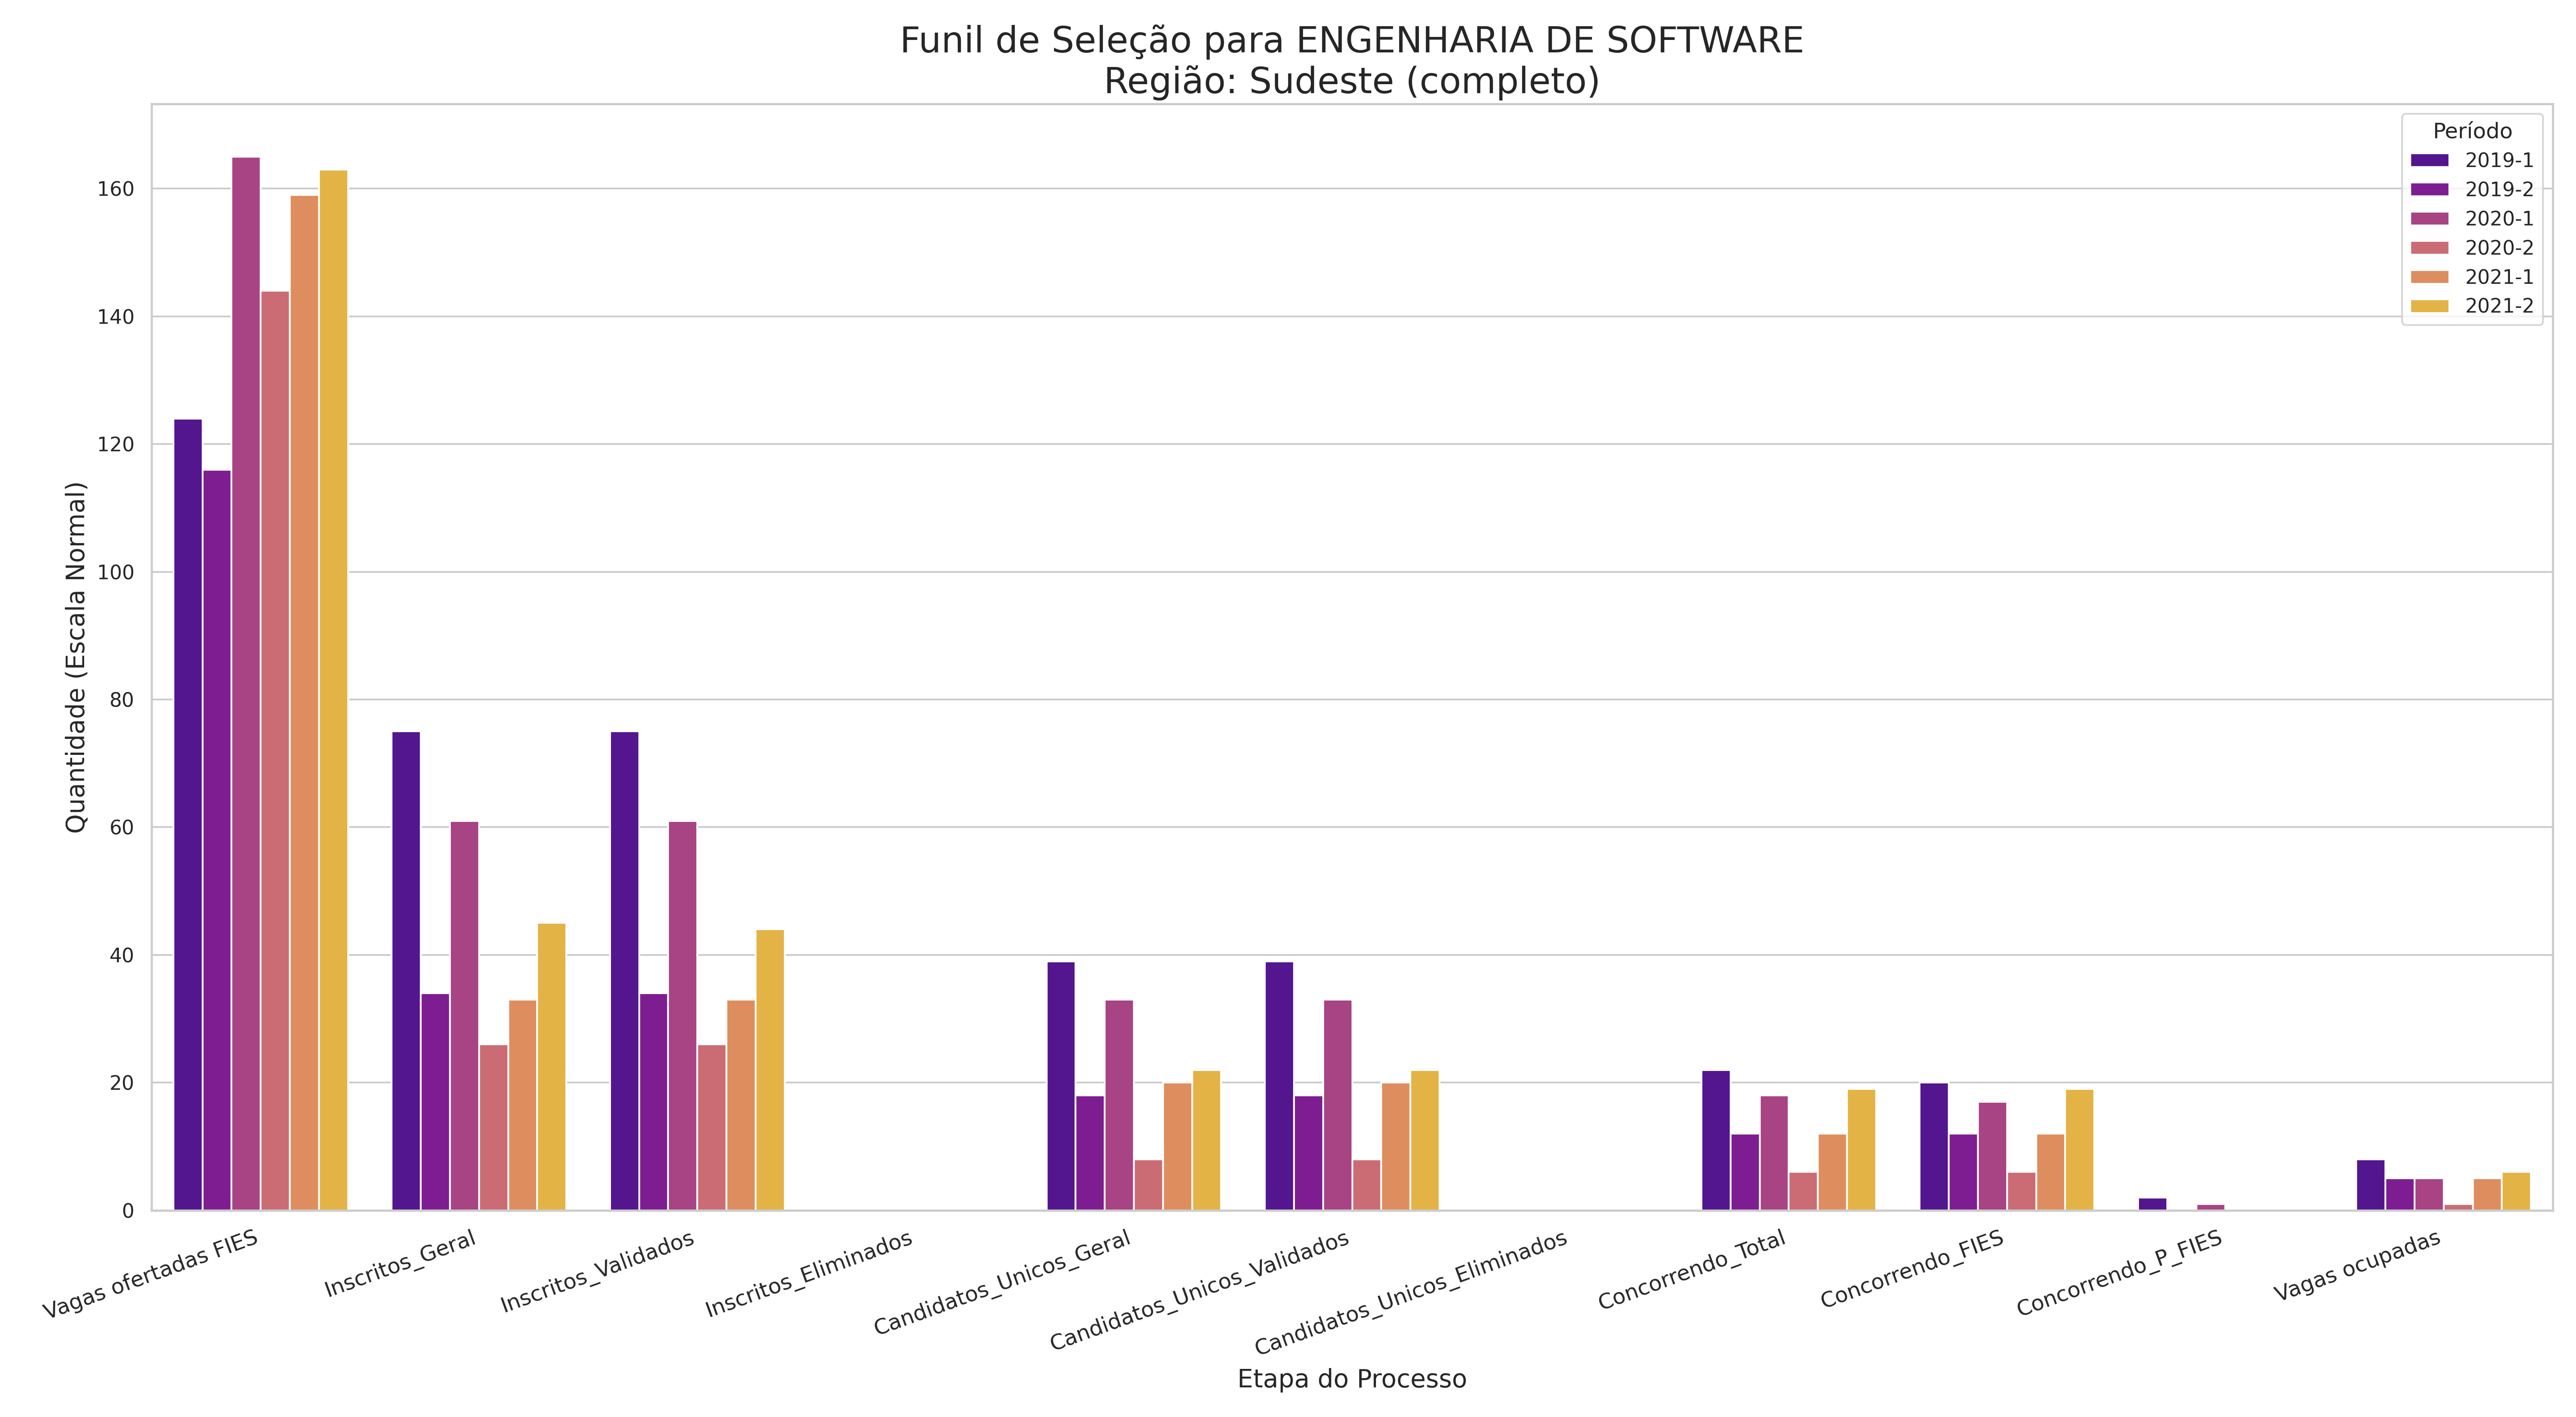 Funil de Seleção para ENGENHARIA DE SOFTWARE
Região: Sudeste (completo)
Período
2019-1
2019-2
2020-1
2020-2
2021-1
2021-2
Quantidade (Escala Normal)
160
140
120
100
80
60
40
20
0
Vagas ofertadas FIES
Inscritos_Geral
Inscritos_Validados
Inscritos_Eliminados
Candidatos_Unicos_Geral
Candidatos_Unicos_Validados
Candidatos_Unicos_Eliminados
Concorrendo_Total
Concorrendo_FIES
Concorrendo_P_FIES
Vagas ocupadas
Etapa do Processo